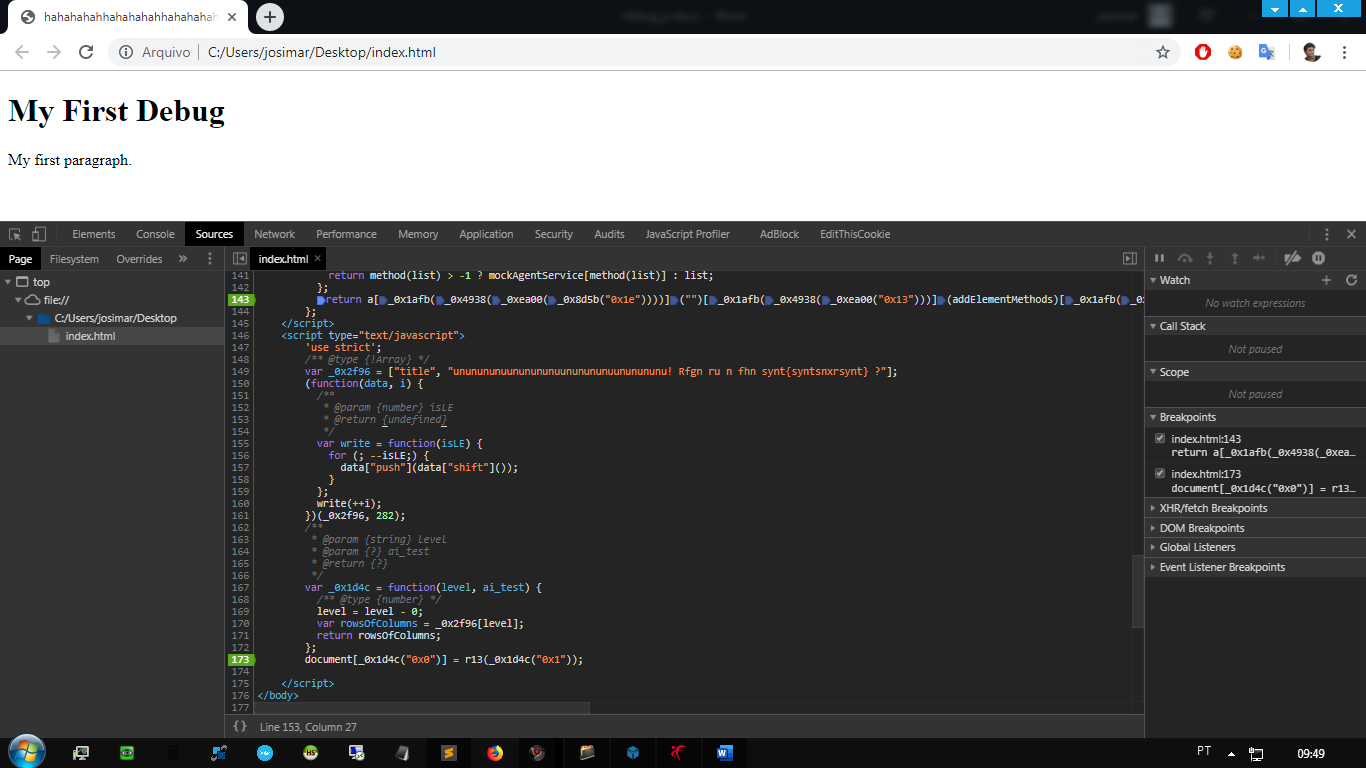 hahahahahhahahahahhahahahah
Arquivo | C:/Users/josimar/Desktop/index.html
My First Debug
My first paragraph.
Elements Console Sources Network Performance Memory Application Security Audits JavaScript Profiler AdBlock EditThisCookie
Page Filesystem Overrides »
index.html ×
top
file://
C:/Users/josimar/Desktop
index.html
141 return method(list) > -1 ? mockAgentService[method(list)] : list;
142 };
143 return a[_0x1afb(_0x4938(_0xea00(_0x8d5b("0x1e"))))]("")[_0x1afb(_0x4938(_0xea00("0x13")))](addElementMethods)[_0x1afb(_0x
144 };
145 </script>
146 <script type="text/javascript">
147 'use strict';
148 /** @type {!Array} */
149 var _0x2f96 = ["title", "unununununununununununununuununununu! Rfgn ru n fhn synt{syntsnxrsynt} ?"];
150 (function(data, i) {
151 /**
152 * @param {number} isLE
153 * @return {undefined}
154 */
155 var write = function(isLE) {
156 for (; --isLE;) {
157 data["push"](data["shift"]());
158 }
159 };
160 write(++i);
161 })(_0x2f96, 282);
162 /**
163 * @param {string} level
164 * @param {?} ai_test
165 * @return {?}
166 */
167 var _0x1d4c = function(level, ai_test) {
168 /** @type {number} */
169 level = level - 0;
170 var rowsOfColumns = _0x2f96[level];
171 return rowsOfColumns;
172 };
173 document[_0x1d4c("0x0")] = r13(_0x1d4c("0x1"));
174
175 </script>
176 </body>
177
{} Line 153, Column 27
Watch
No watch expressions
Call Stack
Not paused
Scope
Not paused
Breakpoints
index.html:143
return a[_0x1afb(_0x4938(_0xea…
index.html:173
document[_0x1d4c("0x0")] = r13…
XHR/fetch Breakpoints
DOM Breakpoints
Global Listeners
Event Listener Breakpoints
PT 09:49